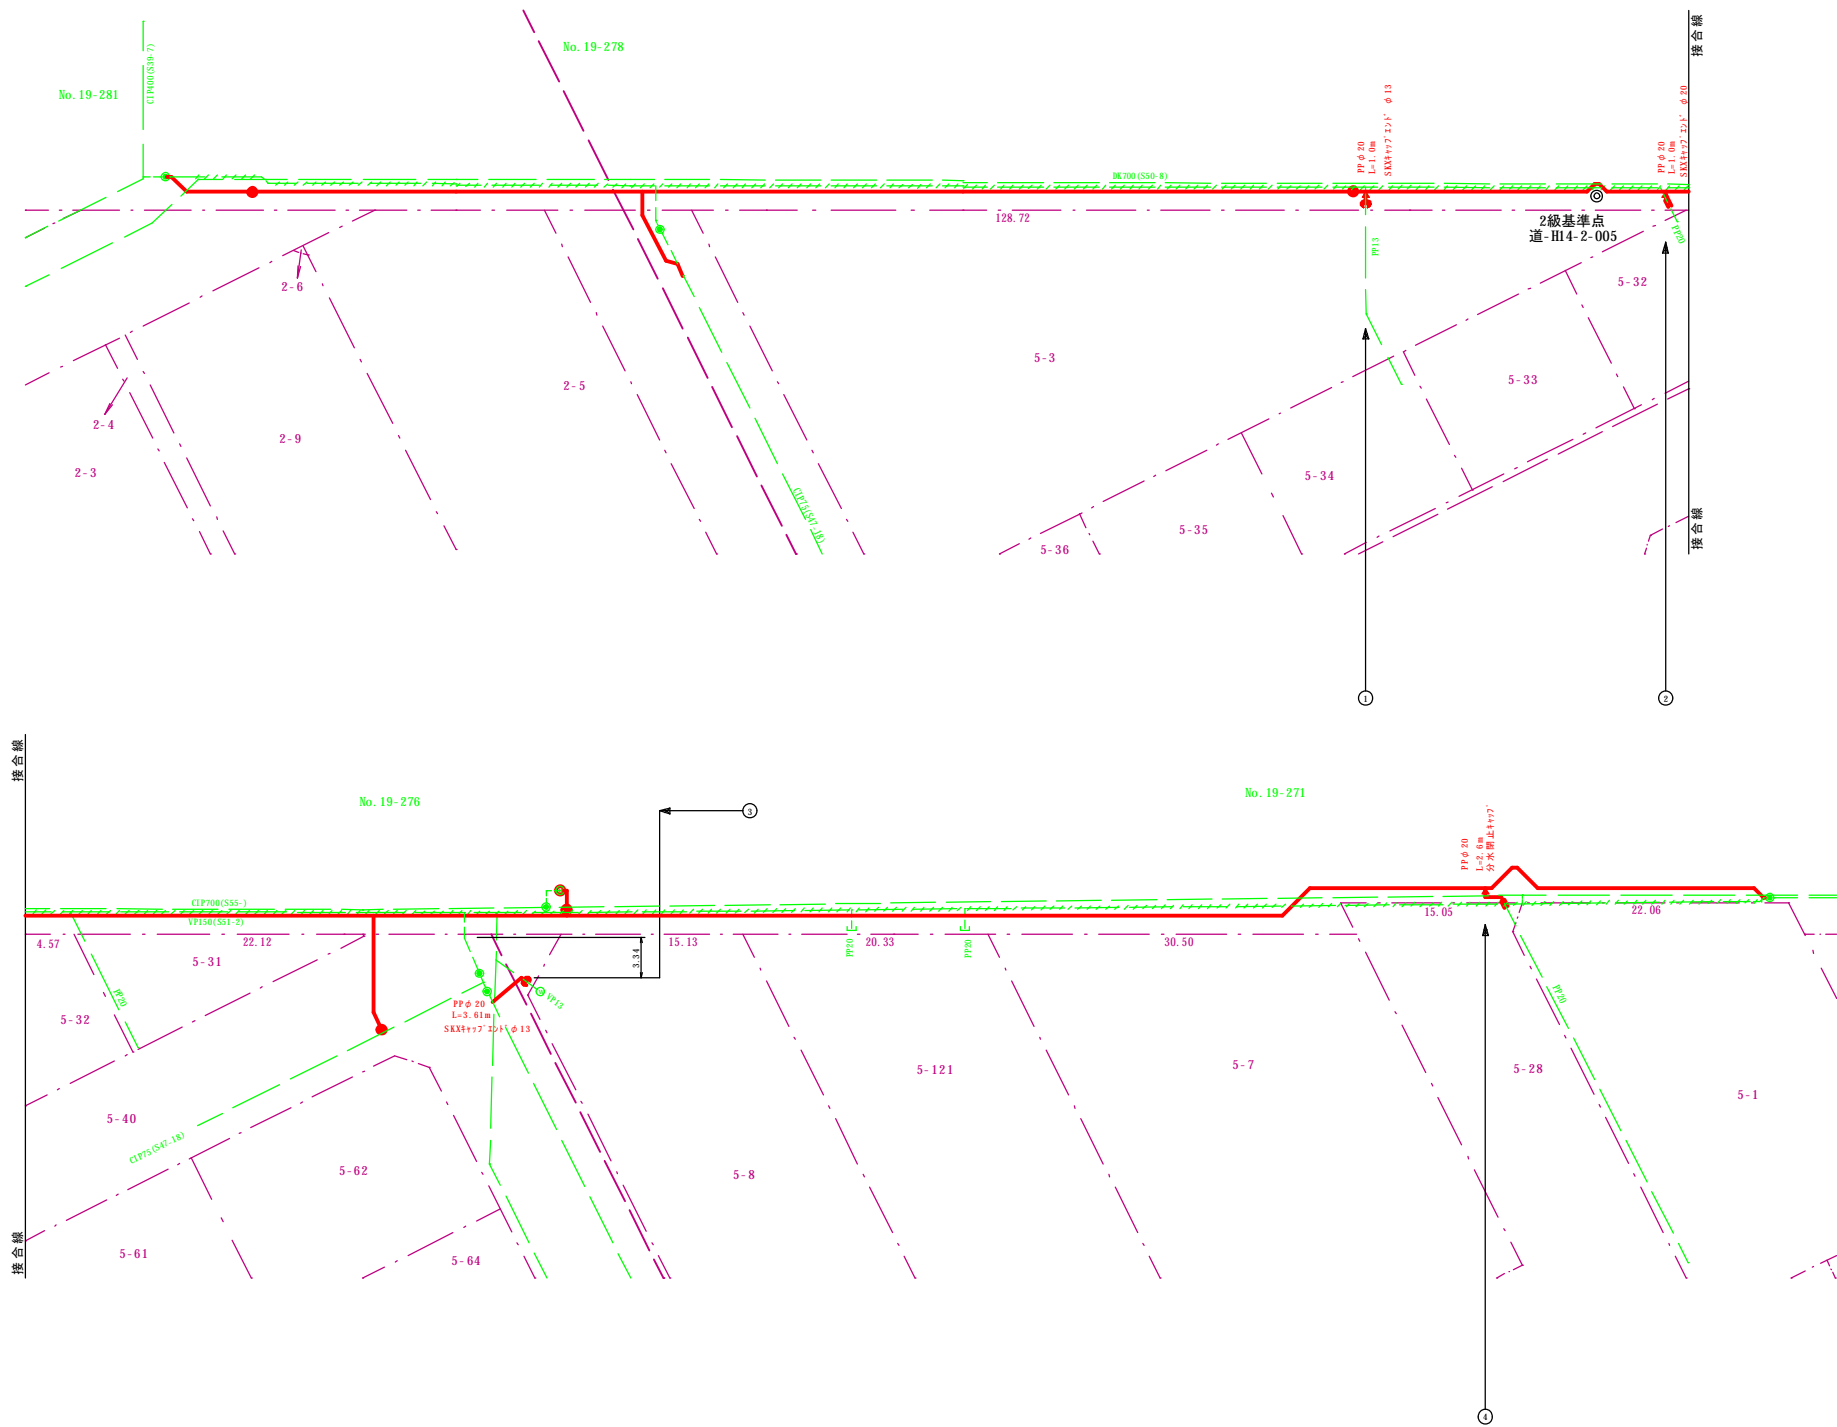 No. 19-278
No. 19-281
CIP400(S39-7)
接合線
PPφ20
L=1.0m
SKXキャップエンド φ13
PPφ20
L=1.0m
SKXキャップエンド φ20
DK700(S50-8)
128.72
2級基準点
道-H14-2-005
PP13
PP20
2-6
5-32
5-3
2-5
5-33
2-4
2-9
2-3
5-34
CIP75(S47-18)
5-35
5-36
接合線
1
2
接合線
No. 19-276
3
No. 19-271
PPφ20
L=2.6m
分水閉止キャップ
CIP700(S55-)
VP150(S51-2)
4.57
22.12
15.13
20.33
30.50
15.05
22.06
3.34
PP20
PP20
5-31
PP20
VP13
PP20
PPφ20
L=3.61m
SKXキャップエンド φ13
5-32
5-121
5-7
5-28
5-1
5-40
CIP75(S47-18)
5-62
5-8
5-61
5-64
接合線
4